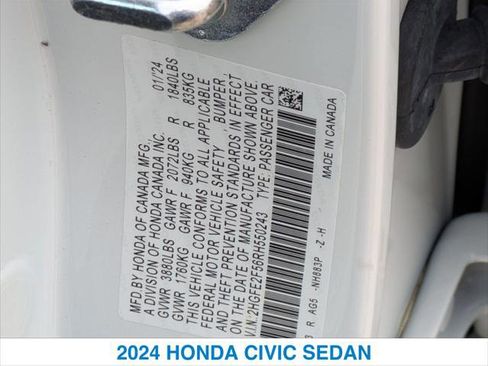 MFD BY HONDA OF CANADA MFG. 01/24
A DIVISION OF HONDA CANADA INC.
GVWR 3880LBS GAWR F 2072LBS R 1840LBS
GVWR 1760KG GAWR F 940KG R 835KG
THIS VEHICLE CONFORMS TO ALL APPLICABLE
FEDERAL MOTOR VEHICLE SAFETY, BUMPER,
AND THEFT PREVENTION STANDARDS IN EFFECT
ON THE DATE OF MANUFACTURE SHOWN ABOVE.
V.I.N. 2HGFE2F56RH550243 TYPE: PASSENGER CAR
R AG5 -NH883P -Z -H MADE IN CANADA
2024 HONDA CIVIC SEDAN